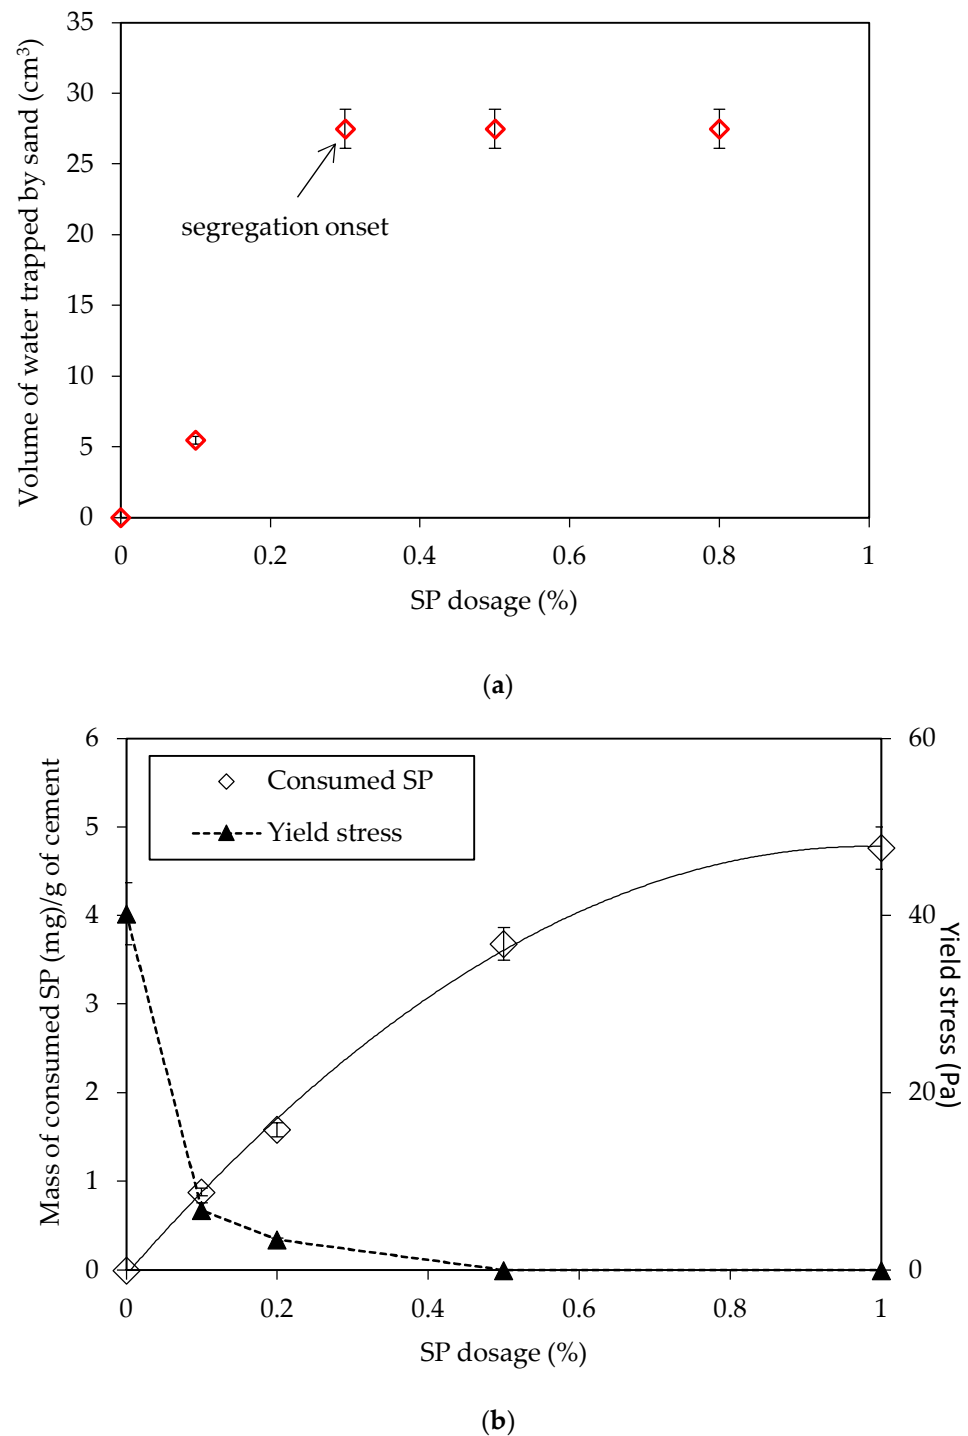 Volume of water trapped by sand (cm³)
35
30
25
20
15
10
5
0
segregation onset
0 0.2 0.4 0.6 0.8 1
SP dosage (%)
(a)
Mass of consumed SP (mg)/g of cement
6
5
4
3
2
1
0
Consumed SP
Yield stress
60
40
20
0
Yield stress (Pa)
0 0.2 0.4 0.6 0.8 1
SP dosage (%)
(b)